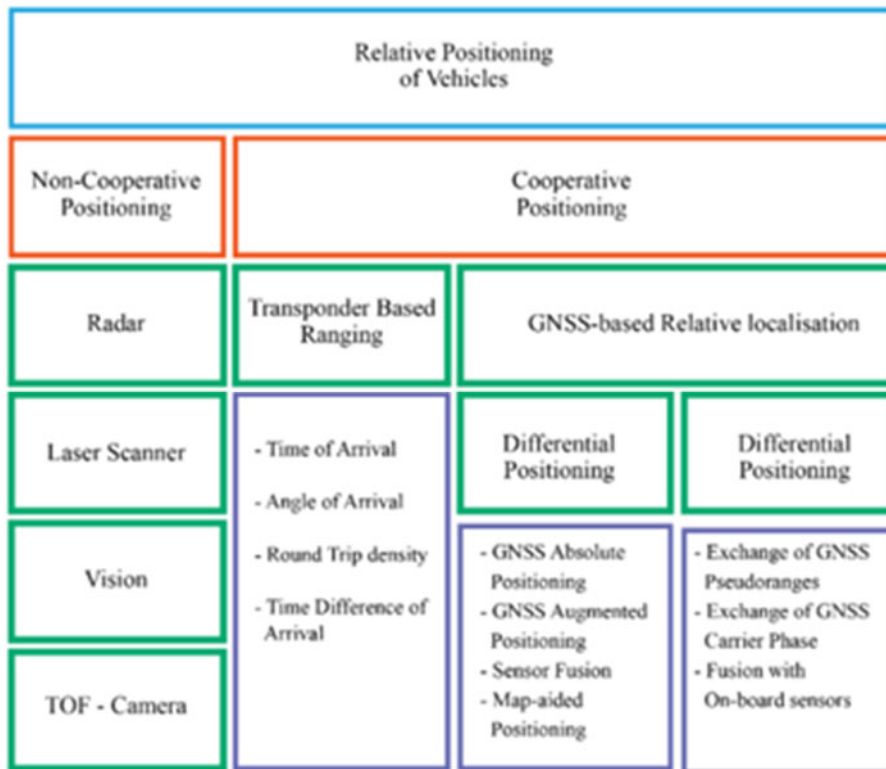 Relative Positioning
of Vehicles
Non-Cooperative
Positioning
Cooperative
Positioning
Radar
Transponder Based
Ranging
GNSS-based Relative localisation
Laser Scanner
- Time of Arrival
- Angle of Arrival
- Round Trip density
- Time Difference of
Arrival
Differential
Positioning
Differential
Positioning
Vision
- GNSS Absolute
Positioning
- GNSS Augmented
Positioning
- Sensor Fusion
- Map-aided
Positioning
- Exchange of GNSS
Pseudoranges
- Exchange of GNSS
Carrier Phase
- Fusion with
On-board sensors
TOF - Camera